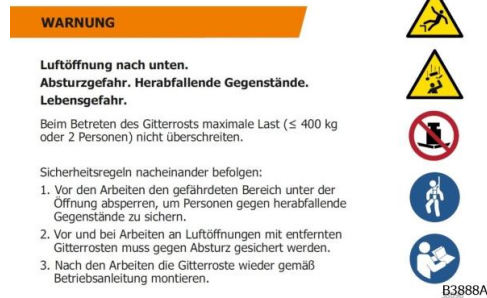 WARNUNG
Luftöffnung nach unten.
Absturzgefahr. Herabfallende Gegenstände.
Lebensgefahr.
Beim Betreten des Gitterrosts maximale Last (≤ 400 kg
oder 2 Personen) nicht überschreiten.
Sicherheitsregeln nacheinander befolgen:
1. Vor den Arbeiten den gefährdeten Bereich unter der
Öffnung absperren, um Personen gegen herabfallende
Gegenstände zu sichern.
2. Vor und bei Arbeiten an Luftöffnungen mit entfernten
Gitterrosten muss gegen Absturz gesichert werden.
3. Nach den Arbeiten die Gitterroste wieder gemäß
Betriebsanleitung montieren.
B3888A